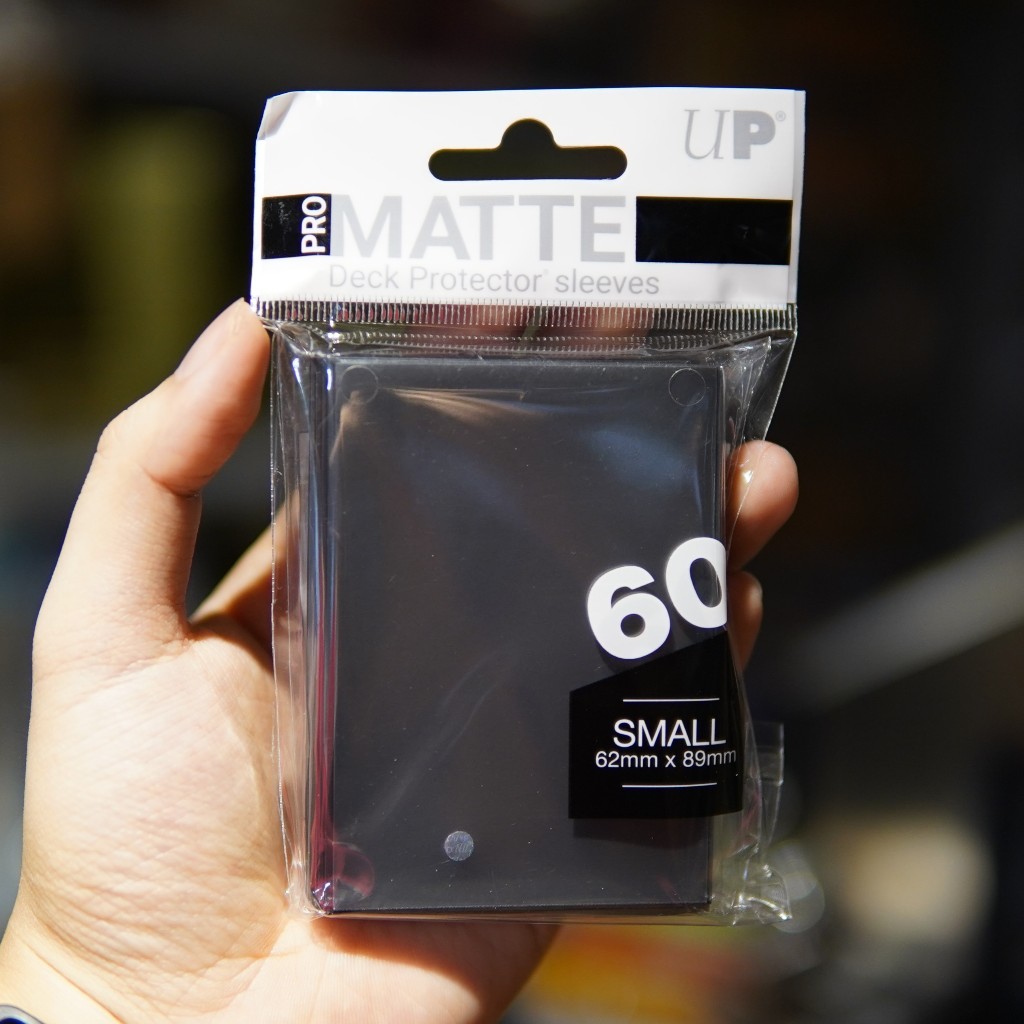 UP®
PRO
MATTE
Deck Protector® sleeves
60
SMALL
62mm x 89mm